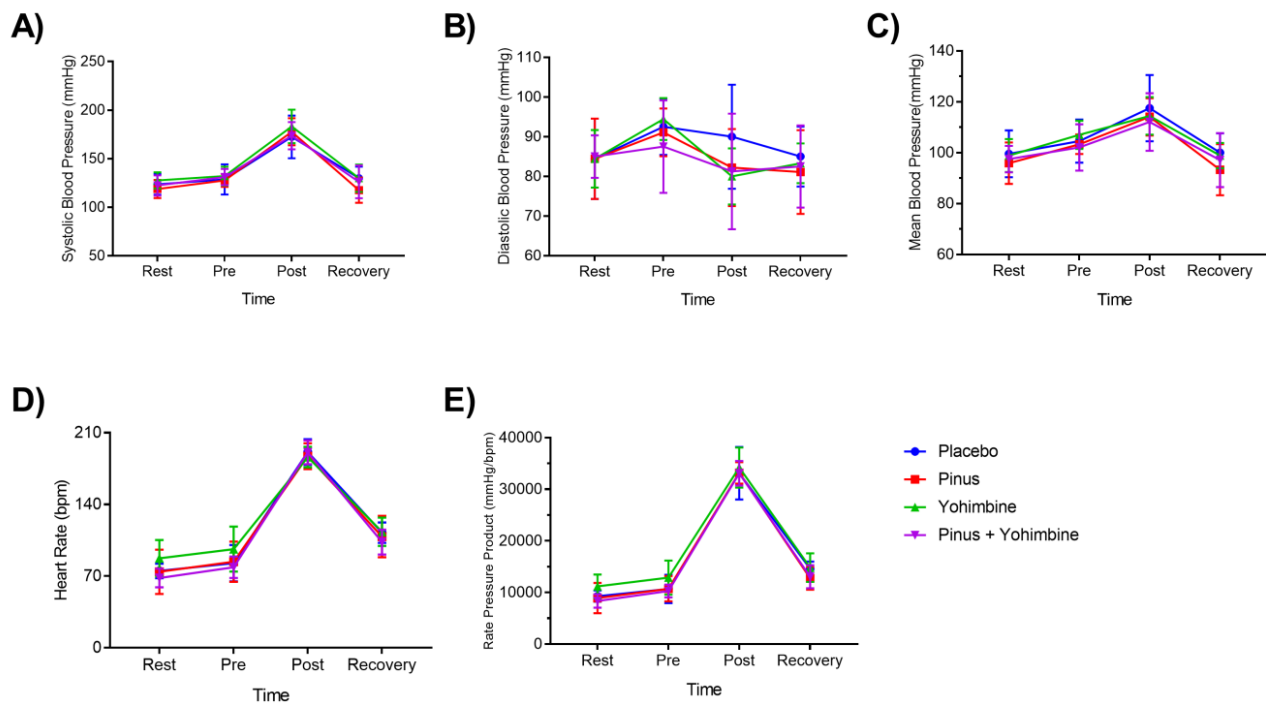 A)
Systolic Blood Pressure (mmHg)
250
200
150
100
50
Rest Pre Post Recovery
Time
B)
Diastolic Blood Pressure (mmHg)
110
100
90
80
70
60
Rest Pre Post Recovery
Time
C)
Mean Blood Pressure(mmHg)
140
120
100
80
60
Rest Pre Post Recovery
Time
D)
Heart Rate (bpm)
210
140
70
0
Rest Pre Post Recovery
Time
E)
Rate Pressure Product (mmHg/bpm)
40000
30000
20000
10000
0
Rest Pre Post Recovery
Time
Placebo
Pinus
Yohimbine
Pinus + Yohimbine